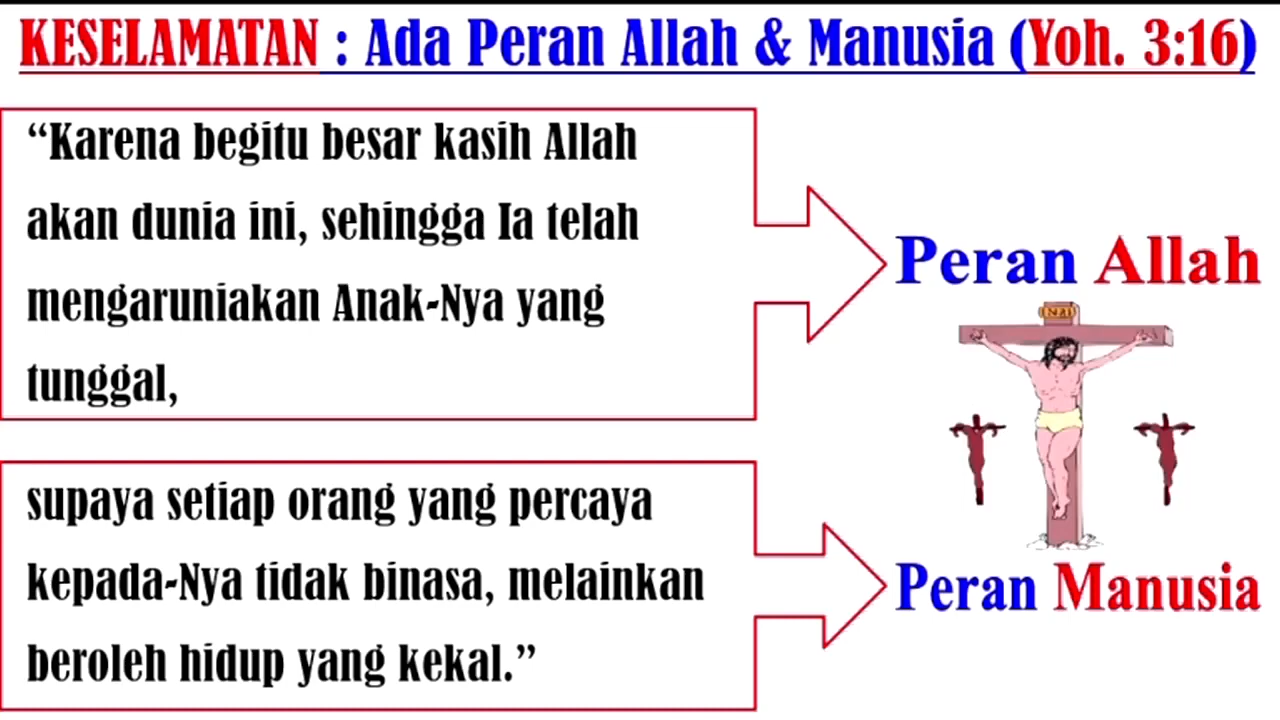 KESELAMATAN : Ada Peran Allah & Manusia (Yoh. 3:16)
“Karena begitu besar kasih Allah
akan dunia ini, sehingga Ia telah
mengaruniakan Anak-Nya yang
tunggal,
Peran Allah
supaya setiap orang yang percaya
kepada-Nya tidak binasa, melainkan
beroleh hidup yang kekal.”
Peran Manusia